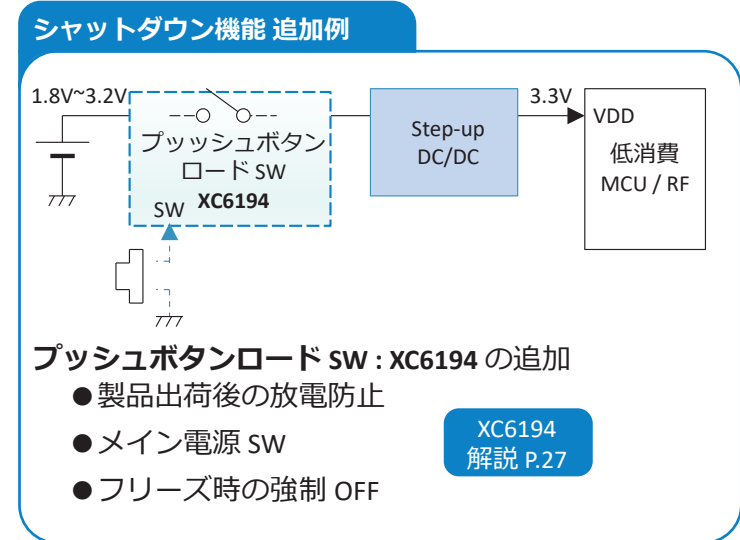 シャットダウン機能 追加例
1.8V~3.2V
プッッシュボタン
ロード SW
XC6194
SW
Step-up
DC/DC
3.3V
VDD
低消費
MCU / RF
プッシュボタンロード SW : XC6194 の追加
●製品出荷後の放電防止
●メイン電源 SW
●フリーズ時の強制 OFF
XC6194
解説 P.27